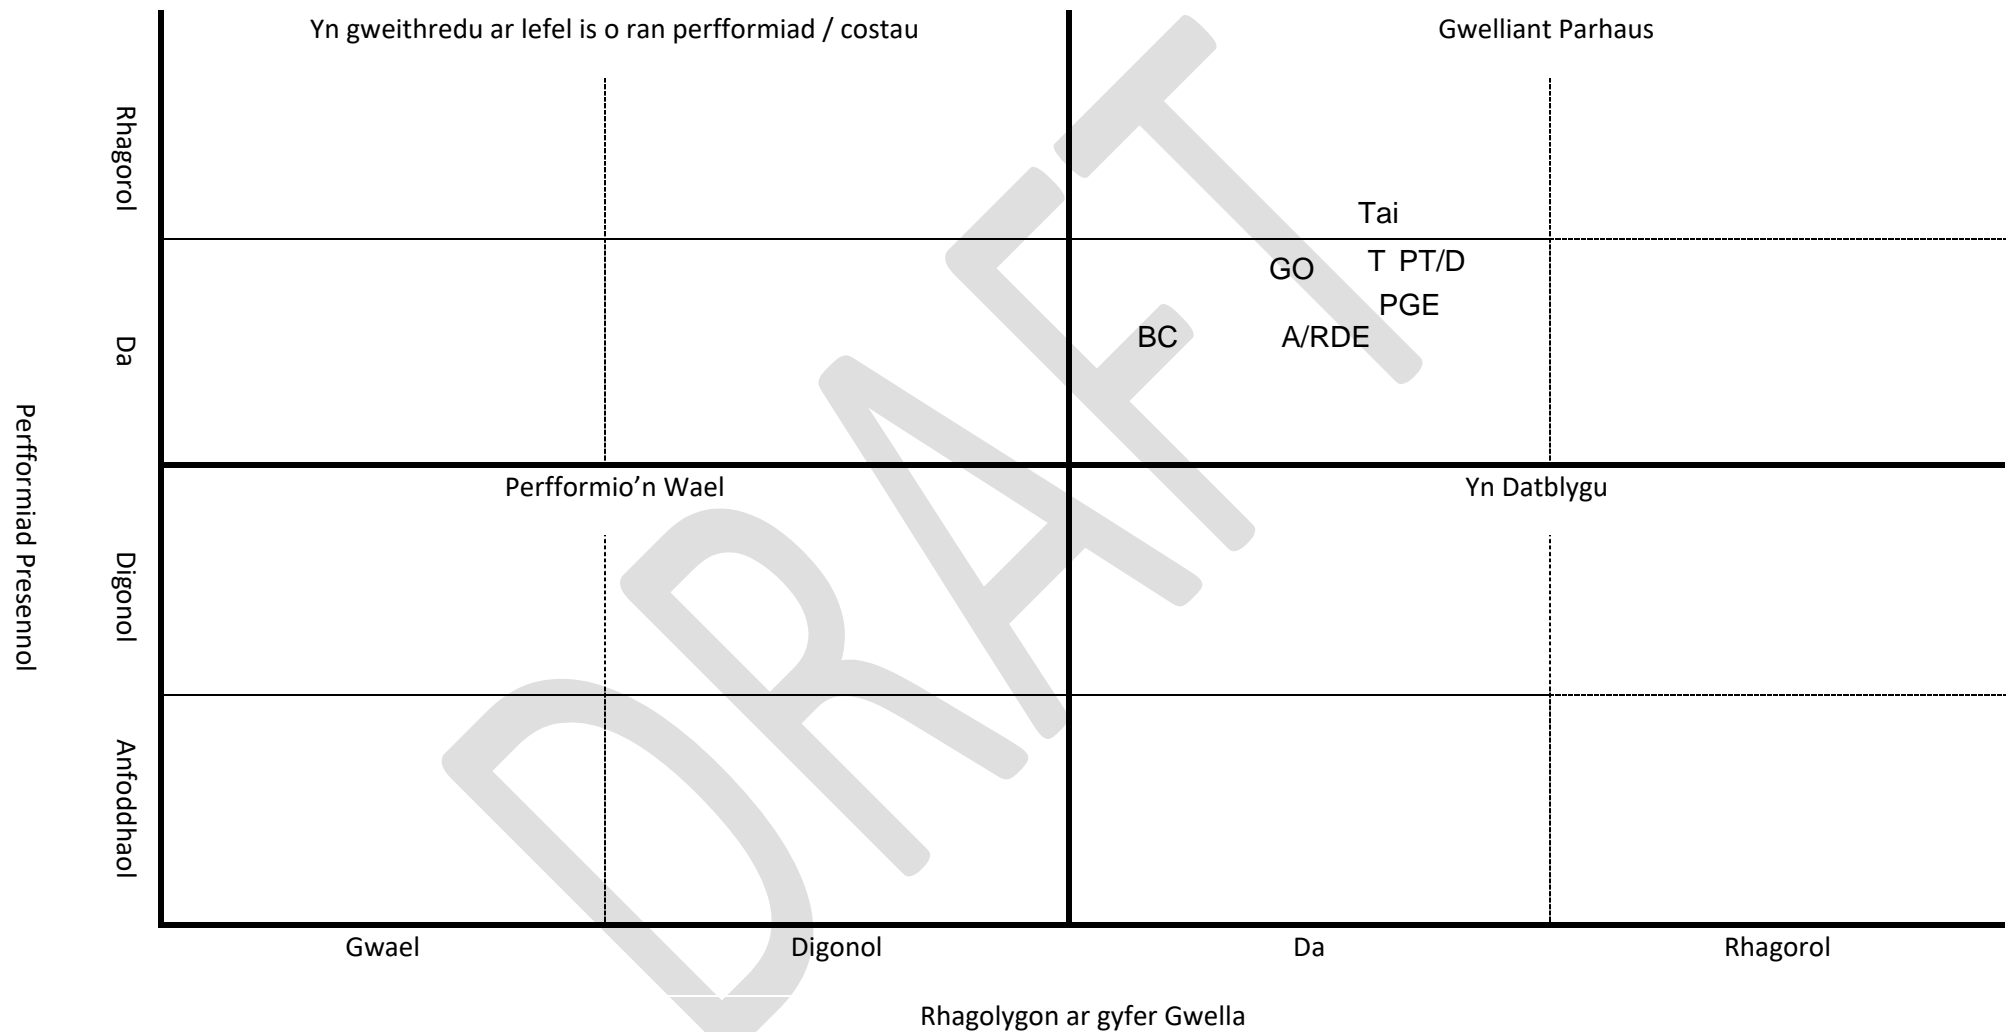 Yn gweithredu ar lefel is o ran perfformiad / costau
Gwelliant Parhaus
Rhagorol
Tai
GO
T PT/D
PGE
BC
A/RDE
Da
Perfformiad Presennol
Perfformio’n Wael
Yn Datblygu
Digonol
Anfoddhaol
Gwael
Digonol
Da
Rhagorol
Rhagolygon ar gyfer Gwella
DRAFT